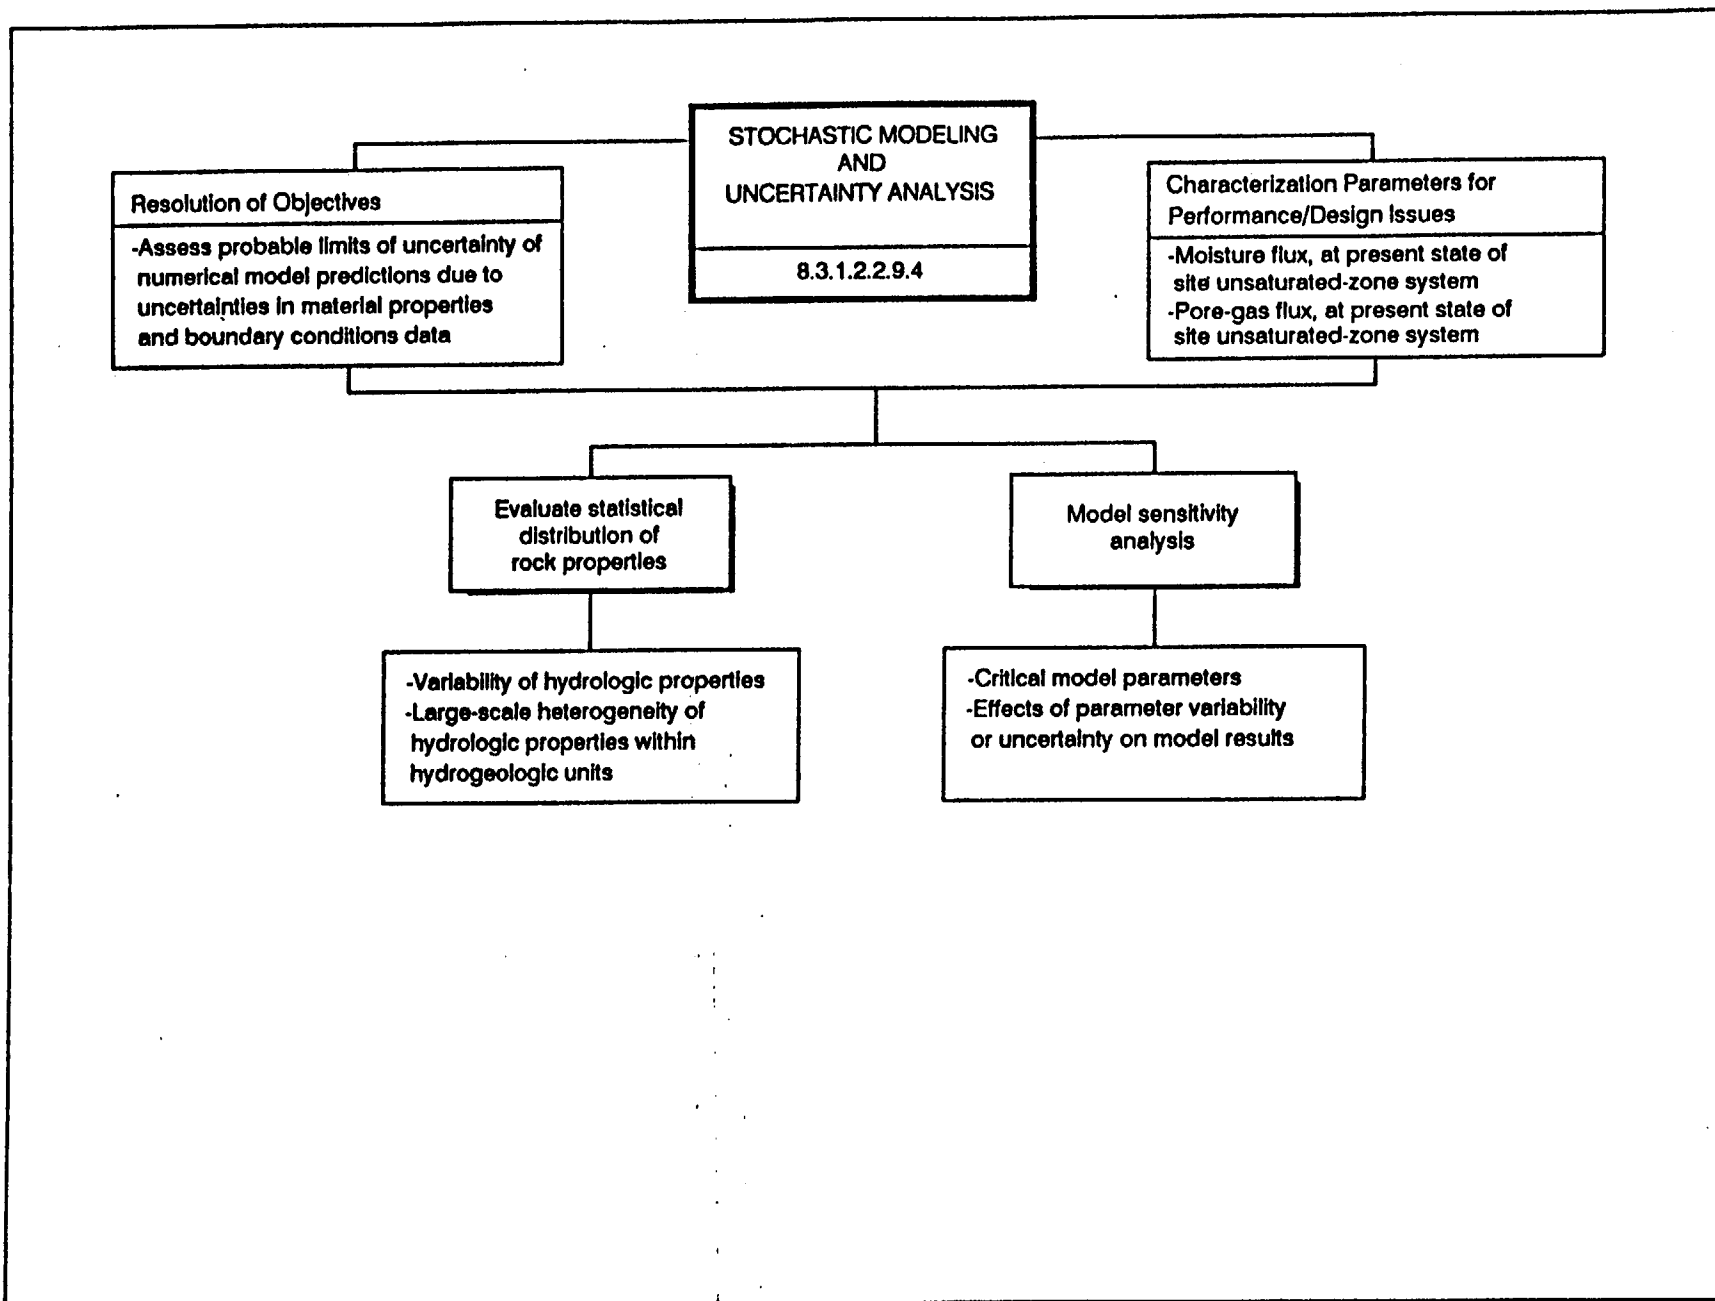 STOCHASTIC MODELING
AND
UNCERTAINTY ANALYSIS
8.3.1.2.2.9.4
Resolution of Objectives
-Assess probable limits of uncertainty of
numerical model predictions due to
uncertainties in material properties
and boundary conditions data
Characterization Parameters for
Performance/Design Issues
-Moisture flux, at present state of
site unsaturated-zone system
-Pore-gas flux, at present state of
site unsaturated-zone system
Evaluate statistical
distribution of
rock properties
Model sensitivity
analysis
-Variability of hydrologic properties
-Large-scale heterogeneity of
hydrologic properties within
hydrogeologic units
-Critical model parameters
-Effects of parameter variability
or uncertainty on model results